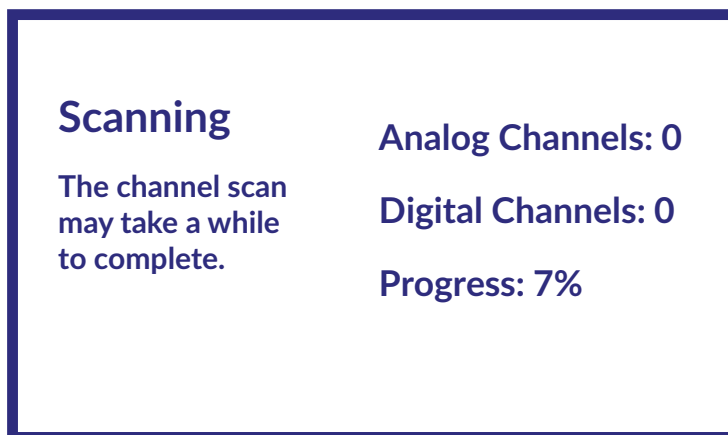 Scanning
The channel scan
may take a while
to complete.
Analog Channels: 0
Digital Channels: 0
Progress: 7%